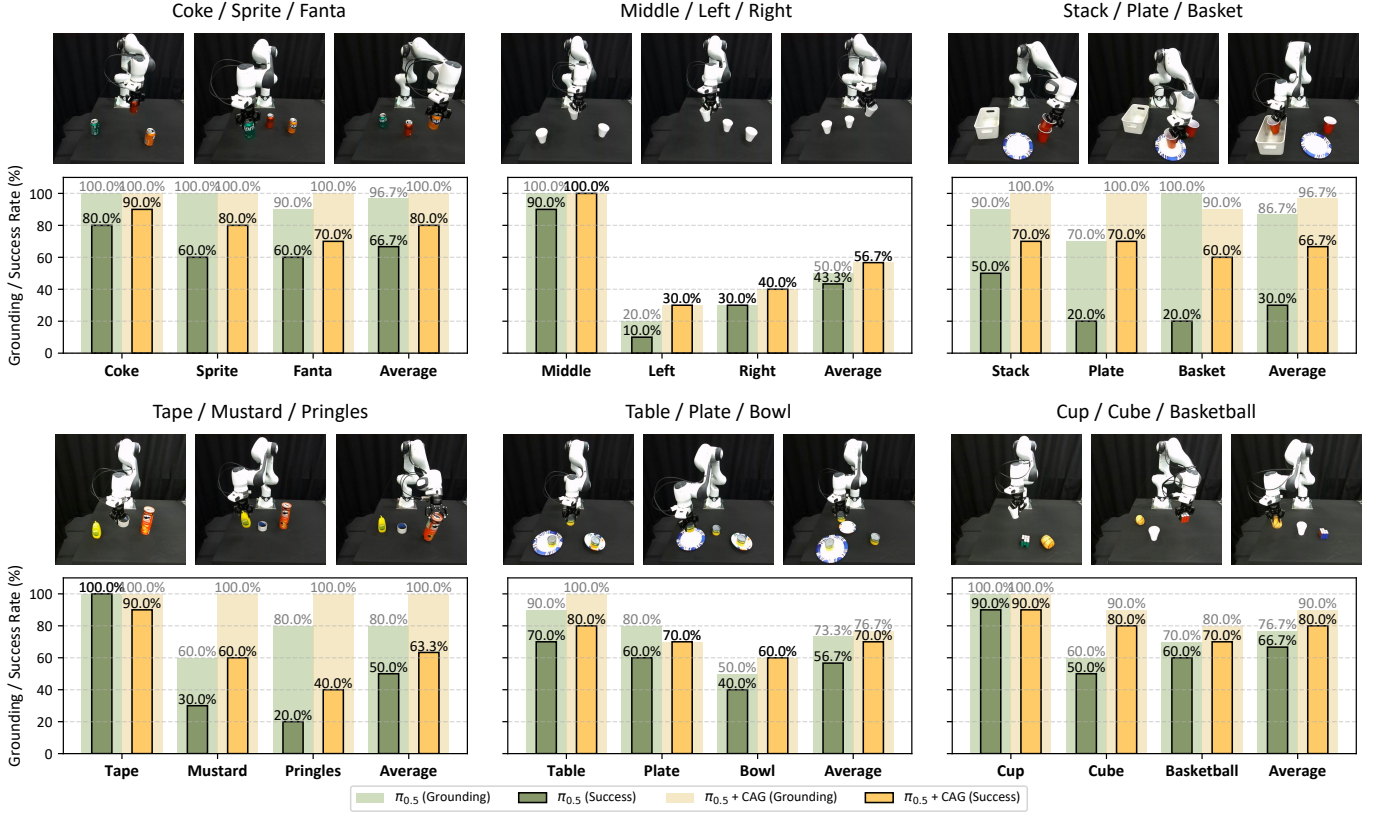 Coke / Sprite / Fanta
Middle / Left / Right
Stack / Plate / Basket
Grounding / Success Rate (%)
100
80
60
40
20
0
100.0%
80.0%
100.0%
90.0%
100.0%
60.0%
100.0%
80.0%
90.0%
60.0%
100.0%
70.0%
96.7%
66.7%
100.0%
80.0%
Coke
Sprite
Fanta
Average
100.0%
90.0%
100.0%
20.0%
10.0%
30.0%
30.0%
40.0%
50.0%
43.3%
56.7%
Middle
Left
Right
Average
90.0%
50.0%
100.0%
70.0%
70.0%
20.0%
100.0%
70.0%
100.0%
20.0%
90.0%
60.0%
86.7%
30.0%
96.7%
66.7%
Stack
Plate
Basket
Average
Tape / Mustard / Pringles
Table / Plate / Bowl
Cup / Cube / Basketball
Grounding / Success Rate (%)
100
80
60
40
20
0
100.0%
100.0%
90.0%
60.0%
30.0%
100.0%
60.0%
80.0%
20.0%
100.0%
40.0%
80.0%
50.0%
100.0%
63.3%
Tape
Mustard
Pringles
Average
90.0%
70.0%
100.0%
80.0%
80.0%
60.0%
70.0%
50.0%
40.0%
60.0%
73.3%
56.7%
76.7%
70.0%
Table
Plate
Bowl
Average
100.0%
90.0%
100.0%
90.0%
60.0%
50.0%
90.0%
80.0%
70.0%
60.0%
80.0%
70.0%
76.7%
66.7%
90.0%
80.0%
Cup
Cube
Basketball
Average
π0.5 (Grounding)
π0.5 (Success)
π0.5 + CAG (Grounding)
π0.5 + CAG (Success)